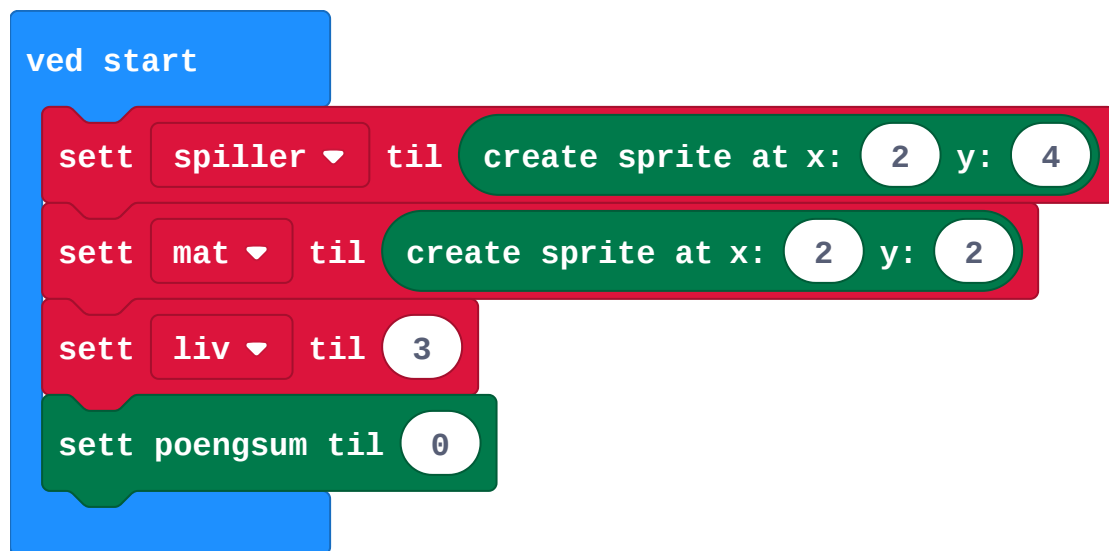 ved start
sett spiller til create sprite at x: 2 y: 4
sett mat til create sprite at x: 2 y: 2
sett liv til 3
sett poengsum til 0